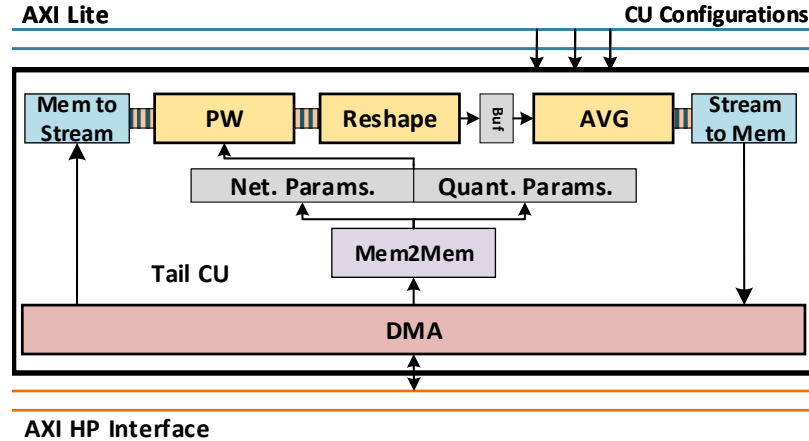 AXI Lite
CU Configurations
Mem to
Stream
PW
Reshape
Buf
AVG
Stream
to Mem
Net. Params.
Quant. Params.
Mem2Mem
Tail CU
DMA
AXI HP Interface